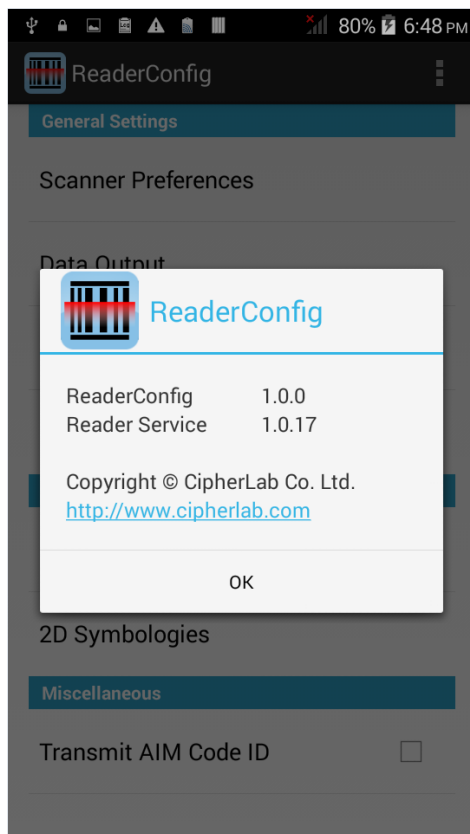 80% 6:48 PM
ReaderConfig
General Settings
Scanner Preferences
Data Output
ReaderConfig
ReaderConfig 1.0.0
Reader Service 1.0.17
Copyright © CipherLab Co. Ltd.
http://www.cipherlab.com
OK
2D Symbologies
Miscellaneous
Transmit AIM Code ID